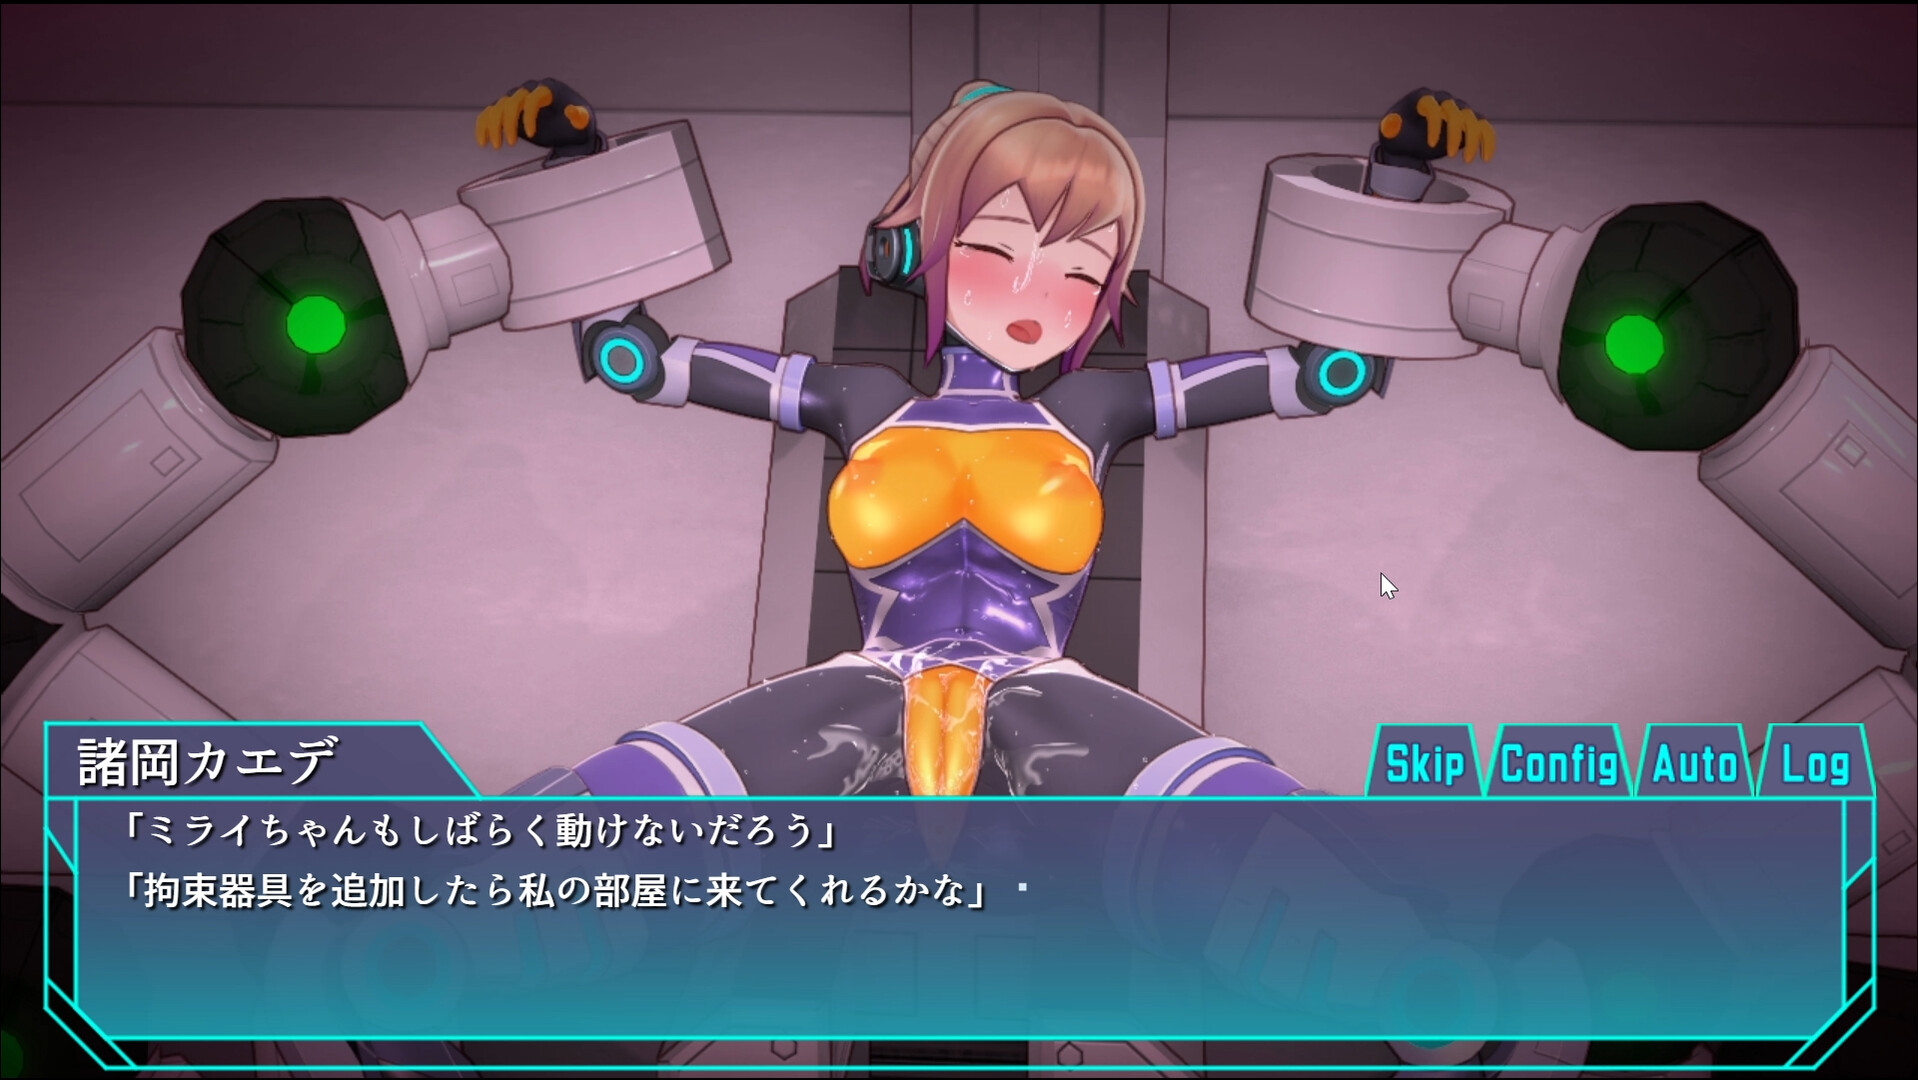 諸岡カエデ
Skip
Config
Auto
Log
「ミライちゃんもしばらく動けないだろう」
「拘束器具を追加したら私の部屋に来てくれるかな」